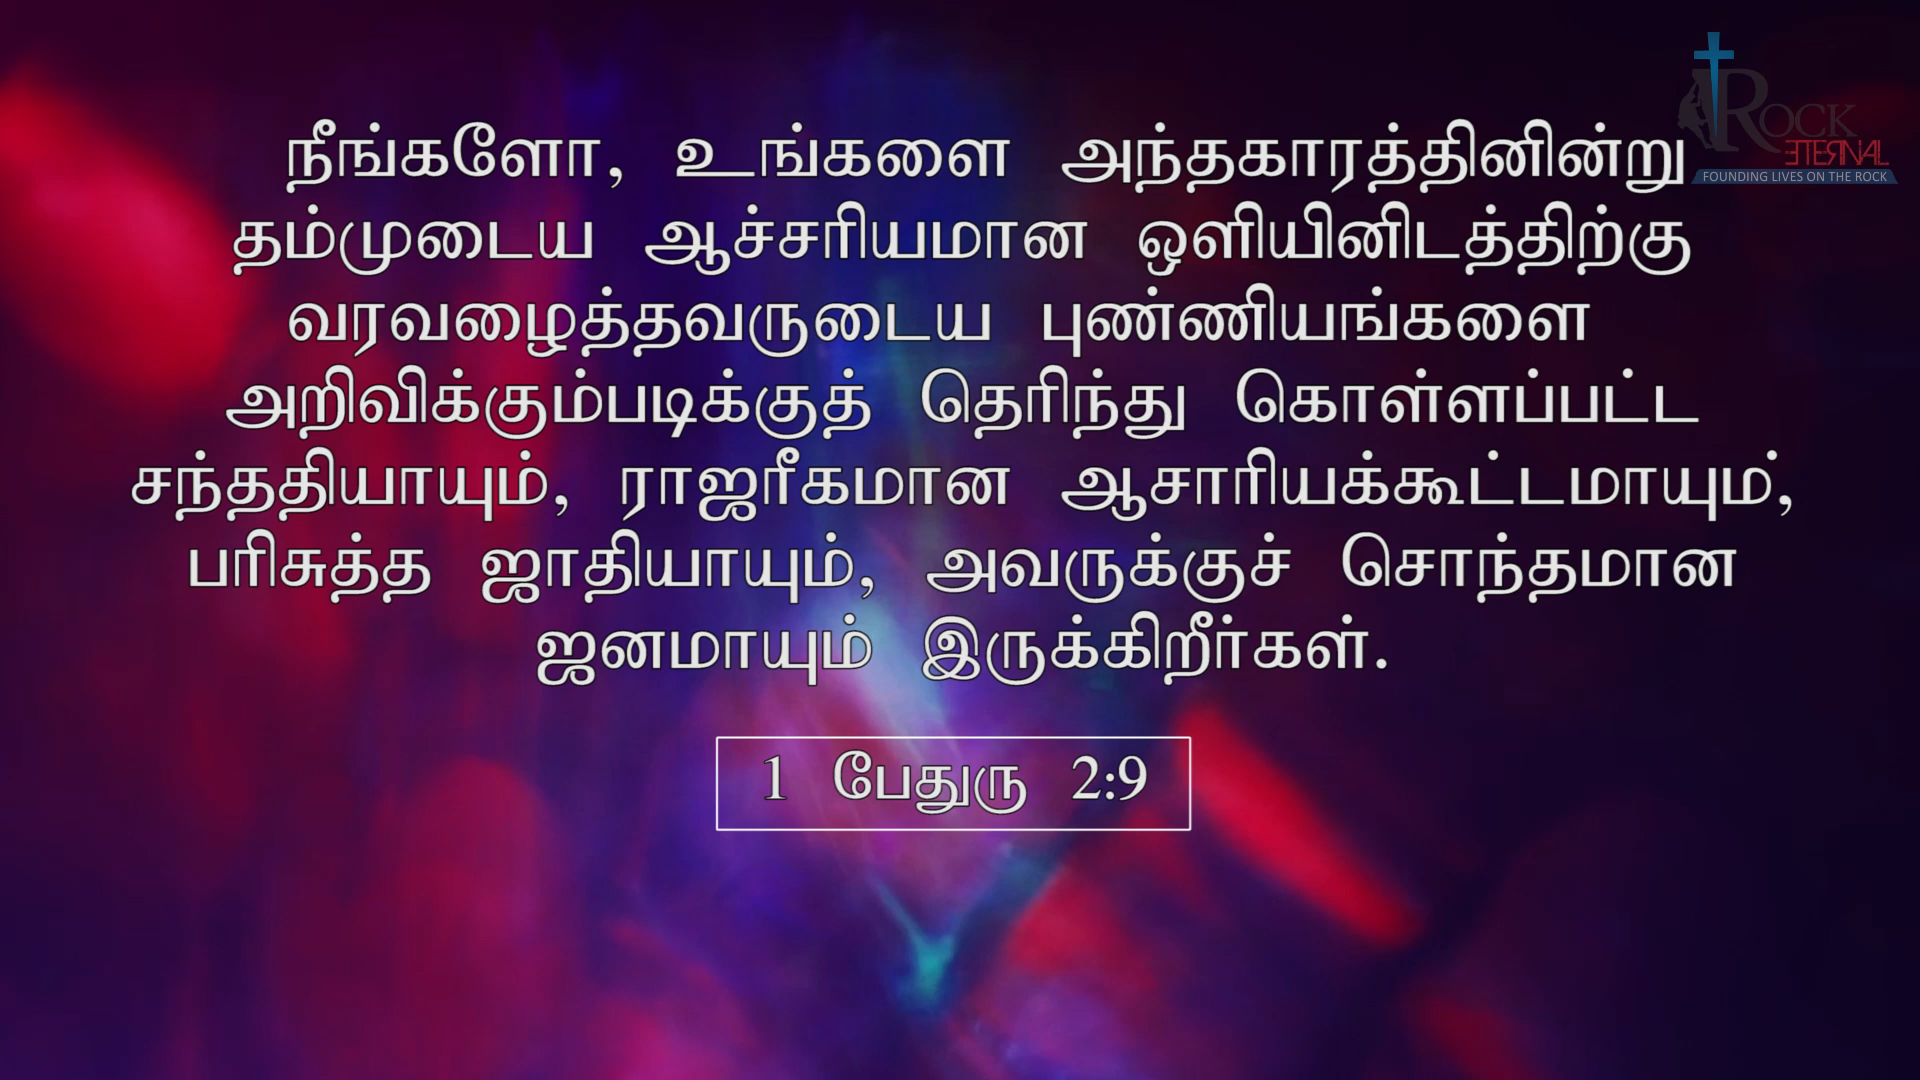 நீங்களோ, உங்களை அந்தகாரத்தினின்று
தம்முடைய ஆச்சரியமான ஒளியினிடத்திற்கு
வரவழைத்தவருடைய புண்ணியங்களை
அறிவிக்கும்படிக்குத் தெரிந்து கொள்ளப்பட்ட
சந்ததியாயும், ராஜரீகமான ஆசாரியக்கூட்டமாயும்,
பரிசுத்த ஜாதியாயும், அவருக்குச் சொந்தமான
ஜனமாயும் இருக்கிறீர்கள்.
1 பேதுரு 2:9
ROCK
ETERNAL
FOUNDING LIVES ON THE ROCK